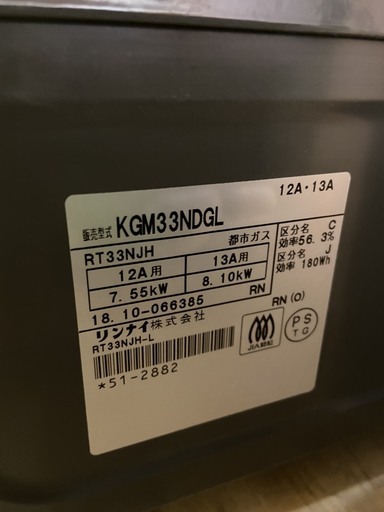 12A・13A
販売型式 KGM33NDGL
RT33NJH 都市ガス
12A用 13A用
7.55kW 8.10kW
区分名 C
効率56.3%
区分名 J
効率 180Wh
18.10-066385 RN
RN(O)
リンナイ株式会社
RT33NJH-L
*51-2882
JIA認証
PS
TG